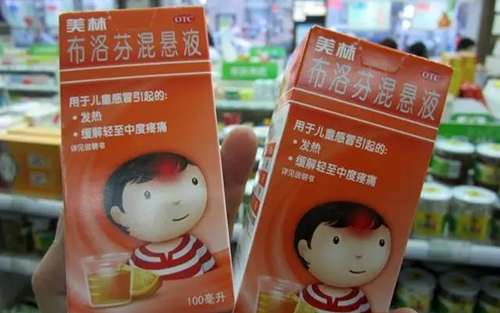 美林
OTC
布洛芬混悬液
用于儿童感冒引起的:
• 发热
• 缓解轻至中度疼痛
详见说明书
100毫升
美林
OTC
布洛芬混悬液
用于儿童感冒引起的:
• 发热
• 缓解轻至中度疼痛
详见说明书